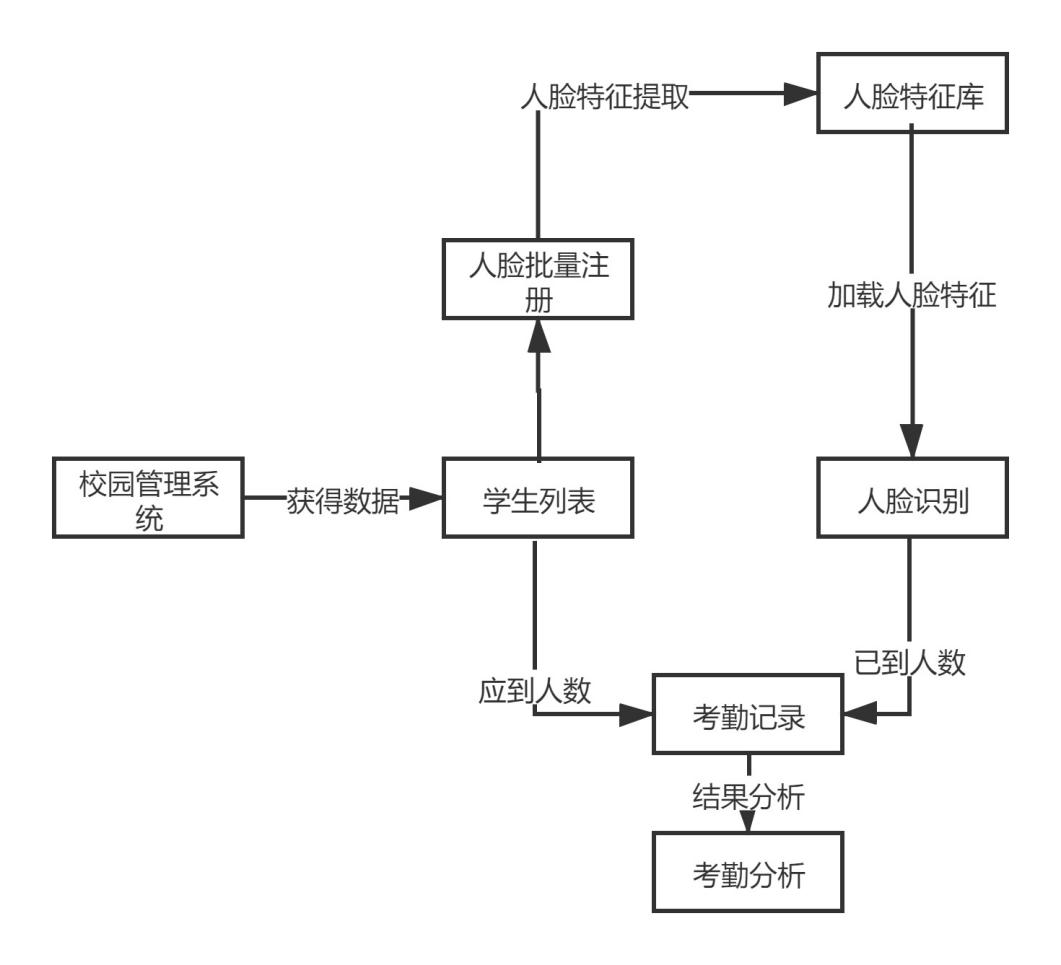 人脸特征提取
人脸特征库
人脸批量注
册
加载人脸特征
校园管理系
统
获得数据
学生列表
人脸识别
应到人数
已到人数
考勤记录
结果分析
考勤分析